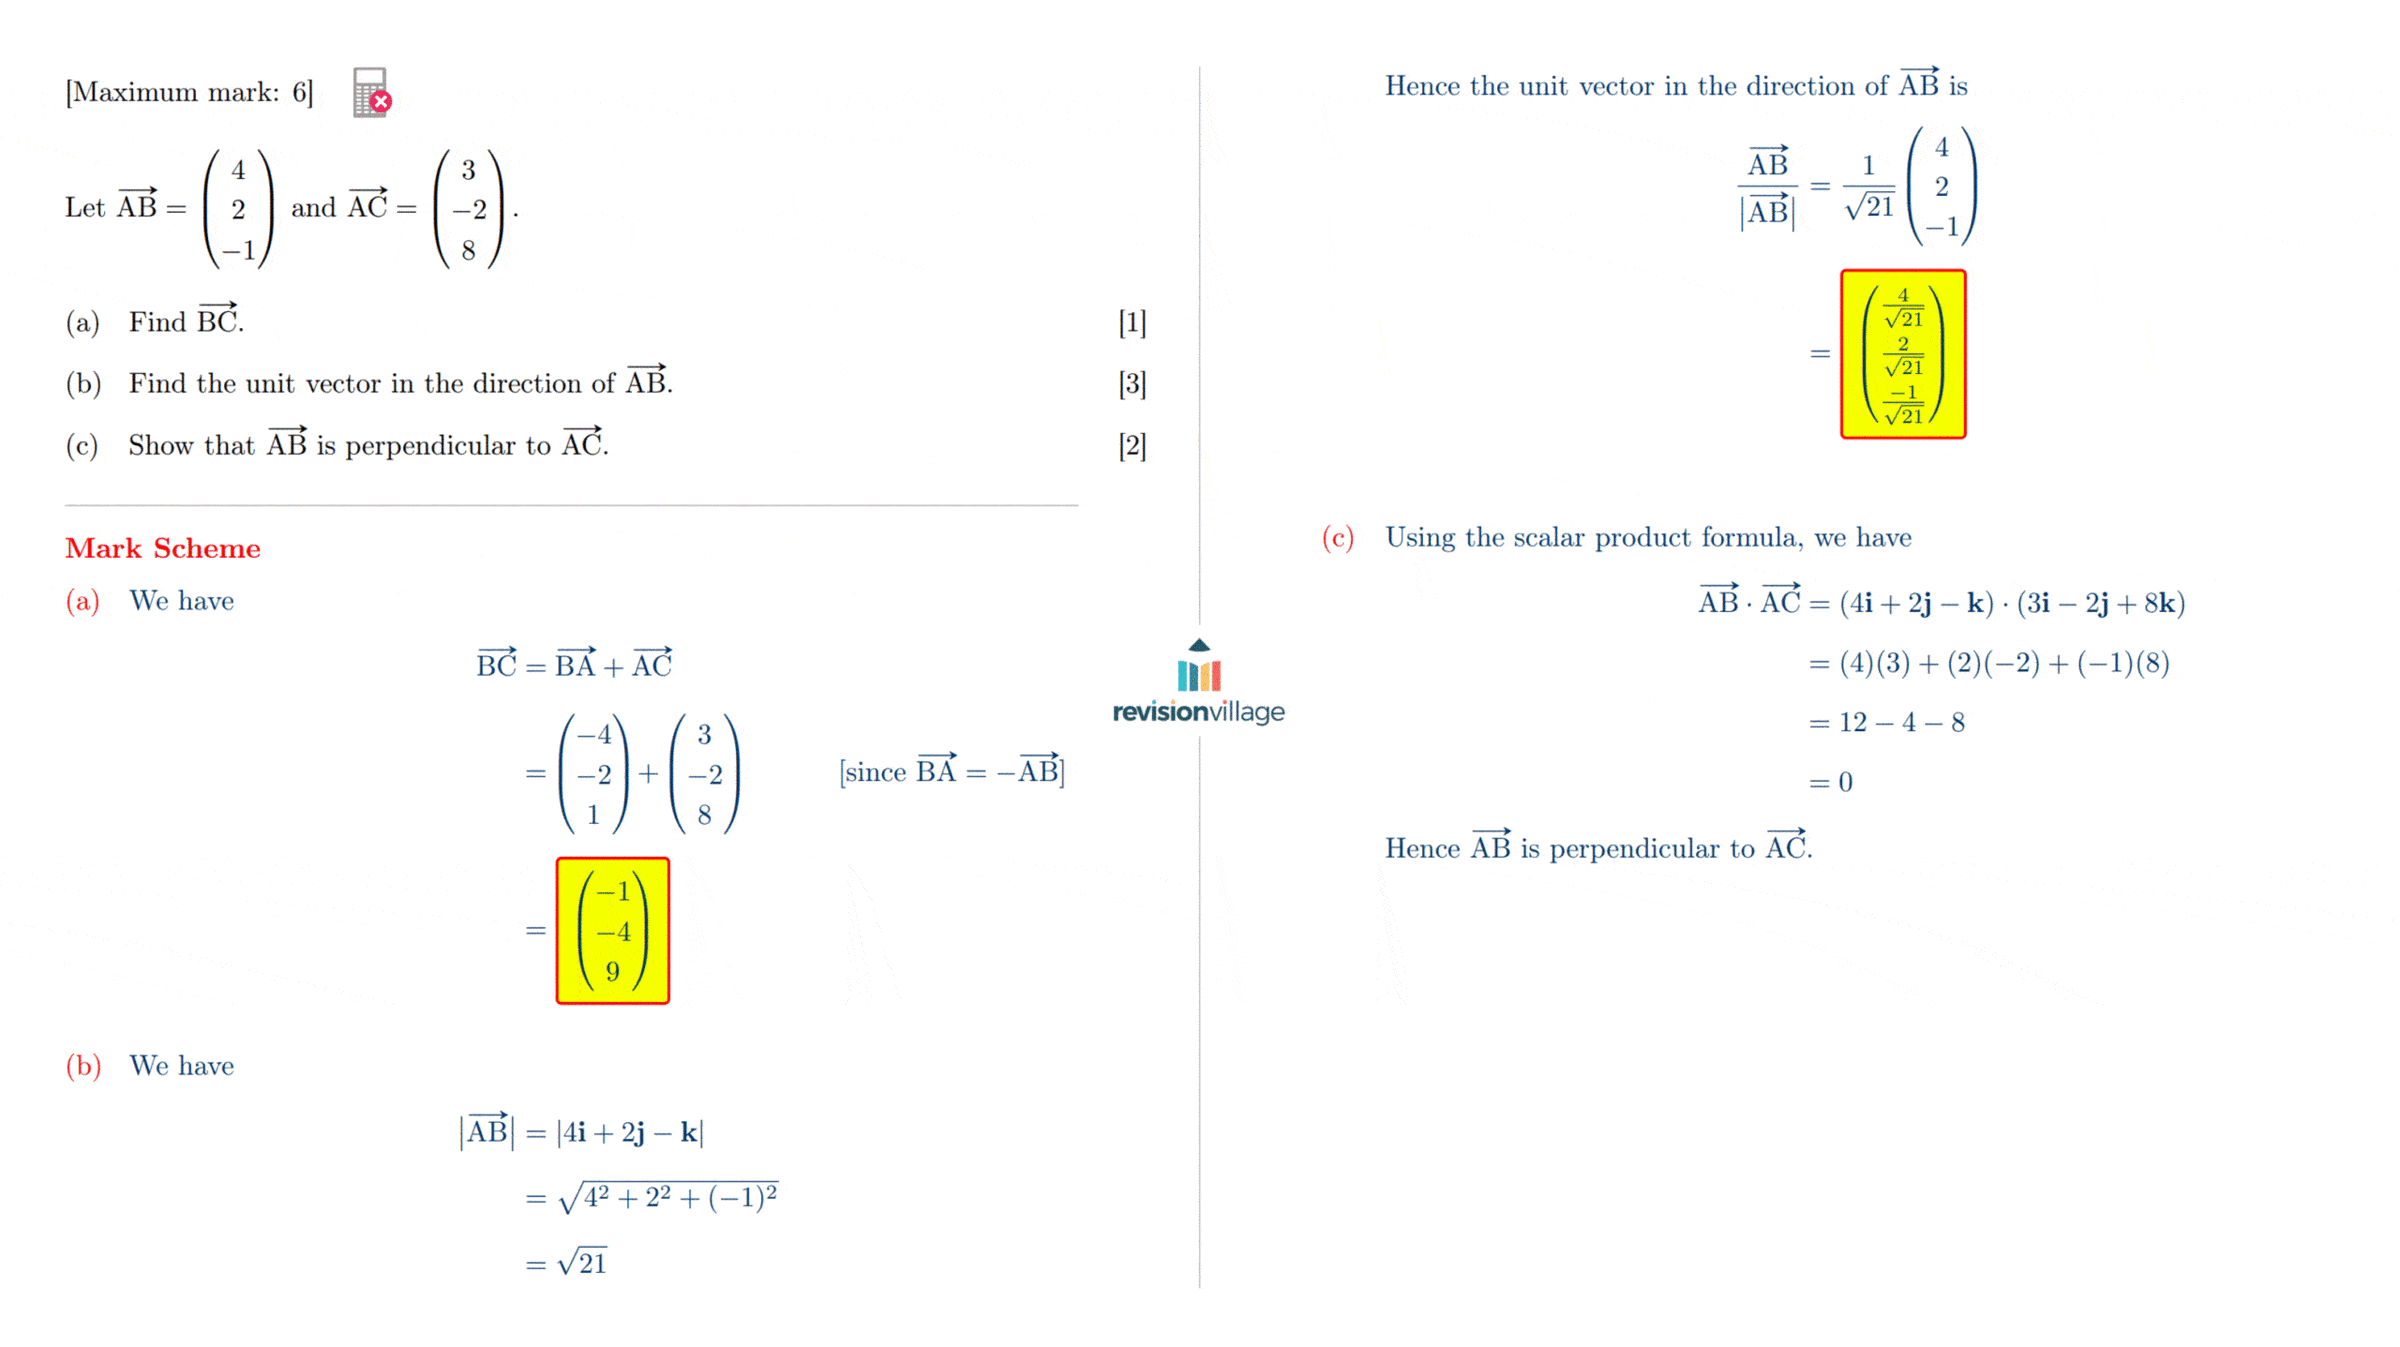 [Maximum mark: 6]
Let $\overrightarrow{AB} = \begin{pmatrix} 4 \\ 2 \\ -1 \end{pmatrix}$ and $\overrightarrow{AC} = \begin{pmatrix} 3 \\ -2 \\ 8 \end{pmatrix}$.
(a) Find $\overrightarrow{BC}$. [1]
(b) Find the unit vector in the direction of $\overrightarrow{AB}$. [3]
(c) Show that $\overrightarrow{AB}$ is perpendicular to $\overrightarrow{AC}$. [2]
Mark Scheme
(a) We have
$\overrightarrow{BC} = \overrightarrow{BA} + \overrightarrow{AC}$
$= \begin{pmatrix} -4 \\ -2 \\ 1 \end{pmatrix} + \begin{pmatrix} 3 \\ -2 \\ 8 \end{pmatrix}$ [since $\overrightarrow{BA} = -\overrightarrow{AB}$]
$= \begin{pmatrix} -1 \\ -4 \\ 9 \end{pmatrix}$
(b) We have
$|\overrightarrow{AB}| = |4\mathbf{i} + 2\mathbf{j} - \mathbf{k}|$
$= \sqrt{4^2 + 2^2 + (-1)^2}$
$= \sqrt{21}$
revisionvillage
Hence the unit vector in the direction of $\overrightarrow{AB}$ is
$\frac{\overrightarrow{AB}}{|\overrightarrow{AB}|} = \frac{1}{\sqrt{21}} \begin{pmatrix} 4 \\ 2 \\ -1 \end{pmatrix}$
$= \begin{pmatrix} \frac{4}{\sqrt{21}} \\ \frac{2}{\sqrt{21}} \\ \frac{-1}{\sqrt{21}} \end{pmatrix}$
(c) Using the scalar product formula, we have
$\overrightarrow{AB} \cdot \overrightarrow{AC} = (4\mathbf{i} + 2\mathbf{j} - \mathbf{k}) \cdot (3\mathbf{i} - 2\mathbf{j} + 8\mathbf{k})$
$= (4)(3) + (2)(-2) + (-1)(8)$
$= 12 - 4 - 8$
$= 0$
Hence $\overrightarrow{AB}$ is perpendicular to $\overrightarrow{AC}$.